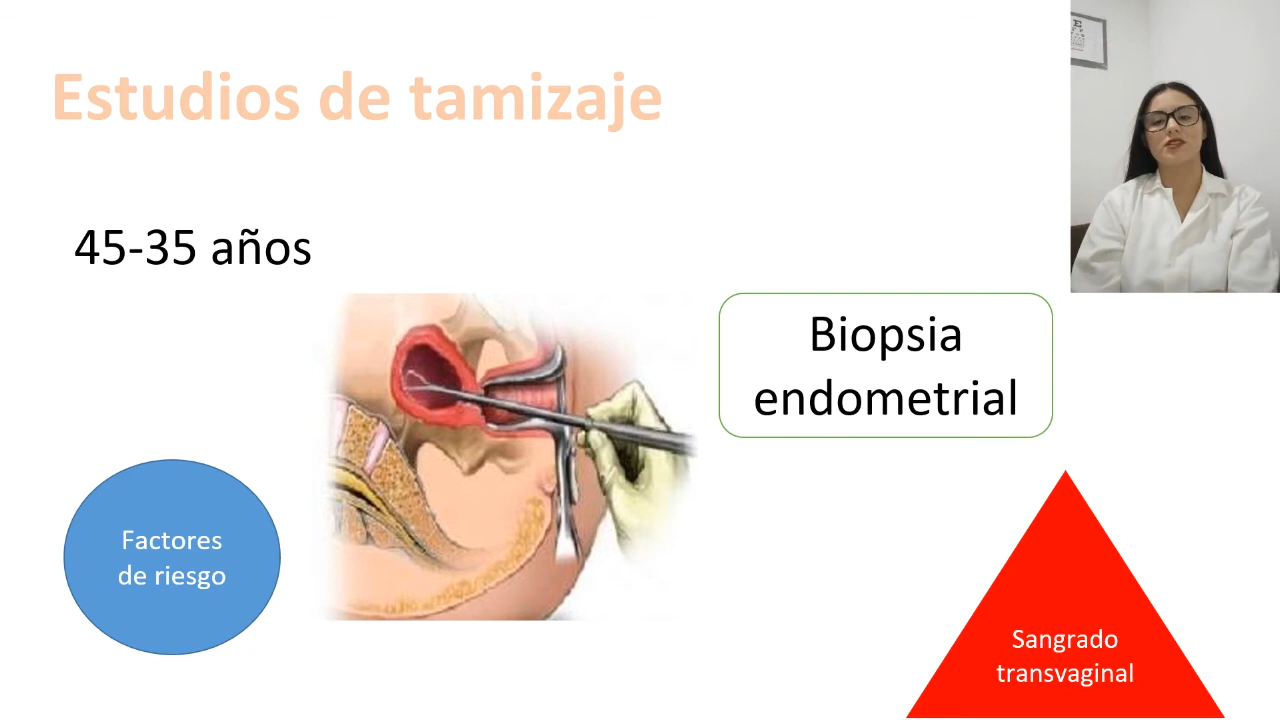 Estudios de tamizaje
E
45-35 años
Biopsia
endometrial
Factores
de riesgo
Sangrado
transvaginal